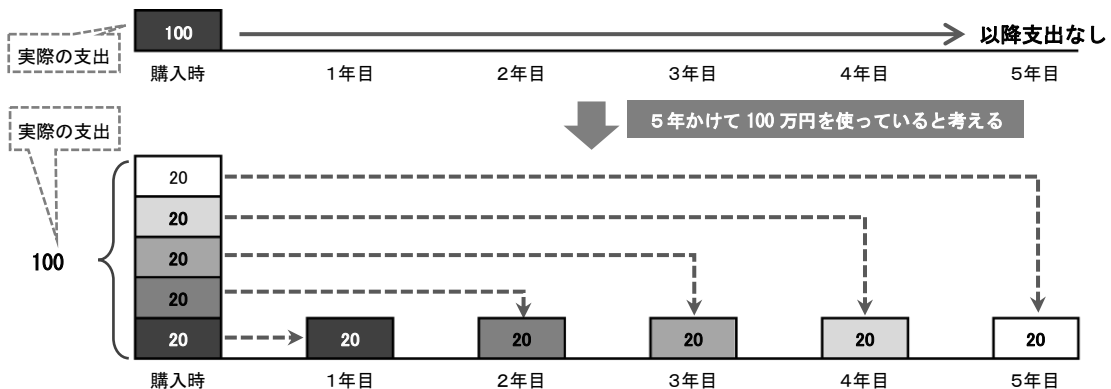 100
以降支出なし
実際の支出
購入時
１年目
２年目
３年目
４年目
５年目
５年かけて 100 万円を使っていると考える
実際の支出
20
20
20
20
20
100
20
20
20
20
20
購入時
１年目
２年目
３年目
４年目
５年目